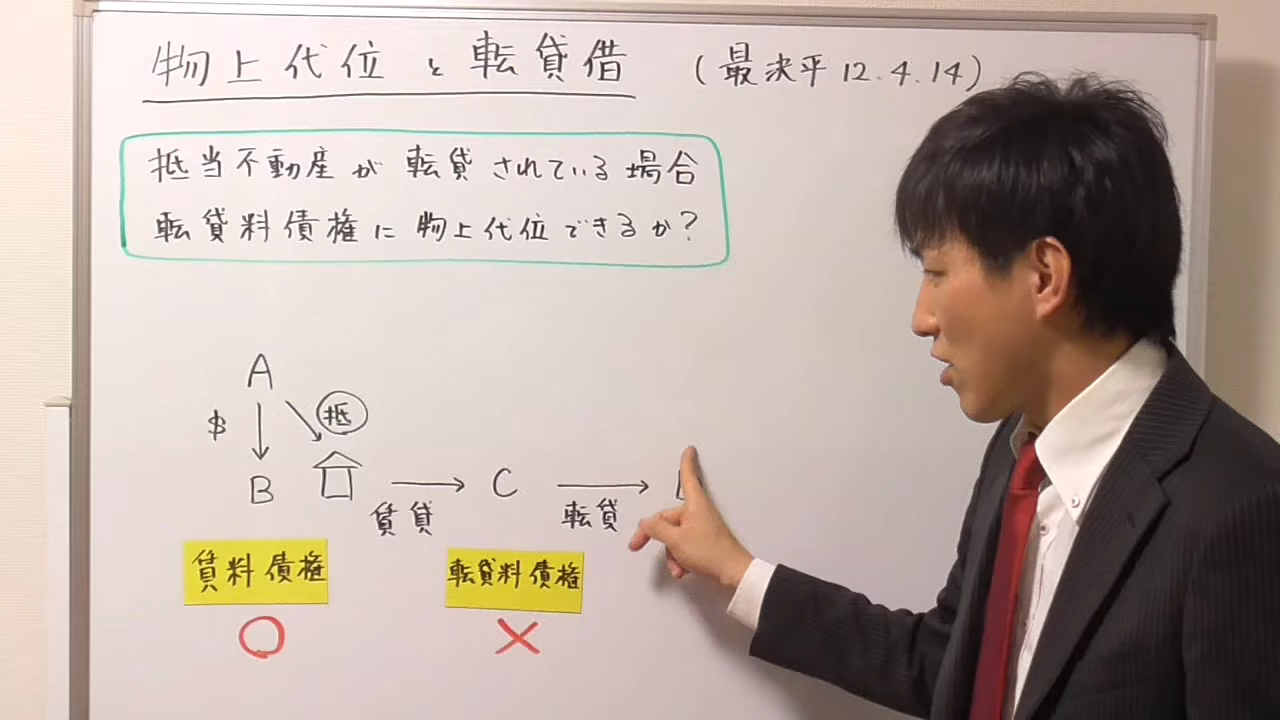 物上代位と転貸借 (最決平12.4.14)
抵当不動産が転貸されている場合
転貸料債権に物上代位できるか?
A
$ 抵
B 賃貸 C 転貸
賃料債権 転貸料債権
○ ×